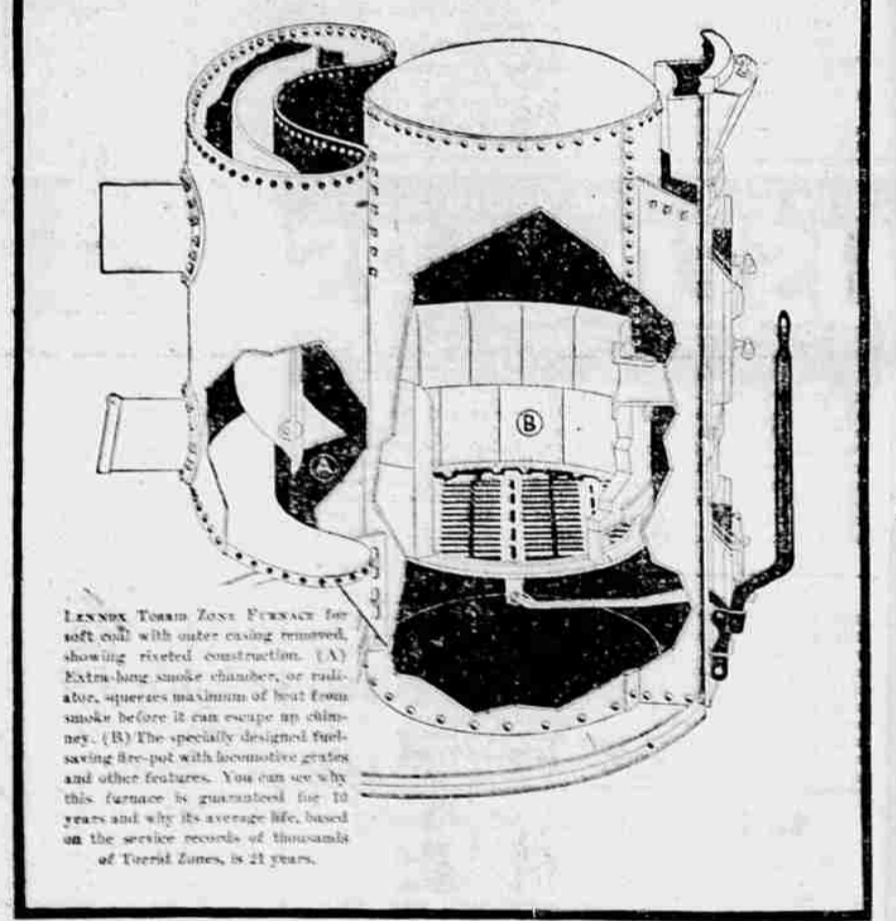 B
A
LENNOX TORRID ZONE FURNACE for
soft coal with outer casing removed,
showing riveted construction. (A)
Extra-long smoke chamber, or radi-
ator, squeezes maximum of heat from
smoke before it can escape up chim-
ney. (B) The specially designed fuel-
saving fire-pot with locomotive grates
and other features. You can see why
this furnace is guaranteed for 10
years and why its average life, based
on the service records of thousands
of Torrid Zones, is 21 years.